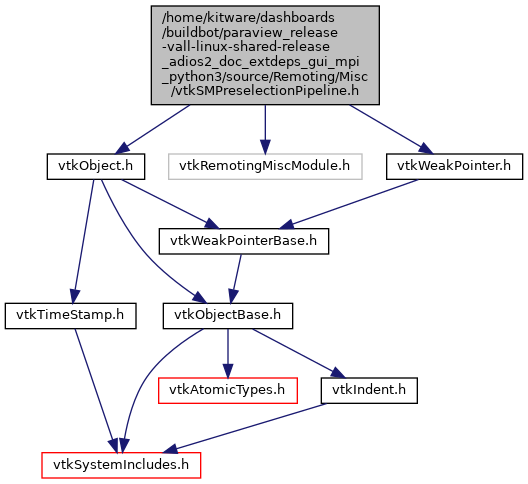 /home/kitware/dashboards
/buildbot/paraview_release
-vall-linux-shared-release
_adios2_doc_extdeps_gui_mpi
_python3/source/Remoting/Misc
/vtkSMPreselectionPipeline.h
vtkObject.h
vtkRemotingMiscModule.h
vtkWeakPointer.h
vtkWeakPointerBase.h
vtkTimeStamp.h
vtkObjectBase.h
vtkAtomicTypes.h
vtkIndent.h
vtkSystemIncludes.h